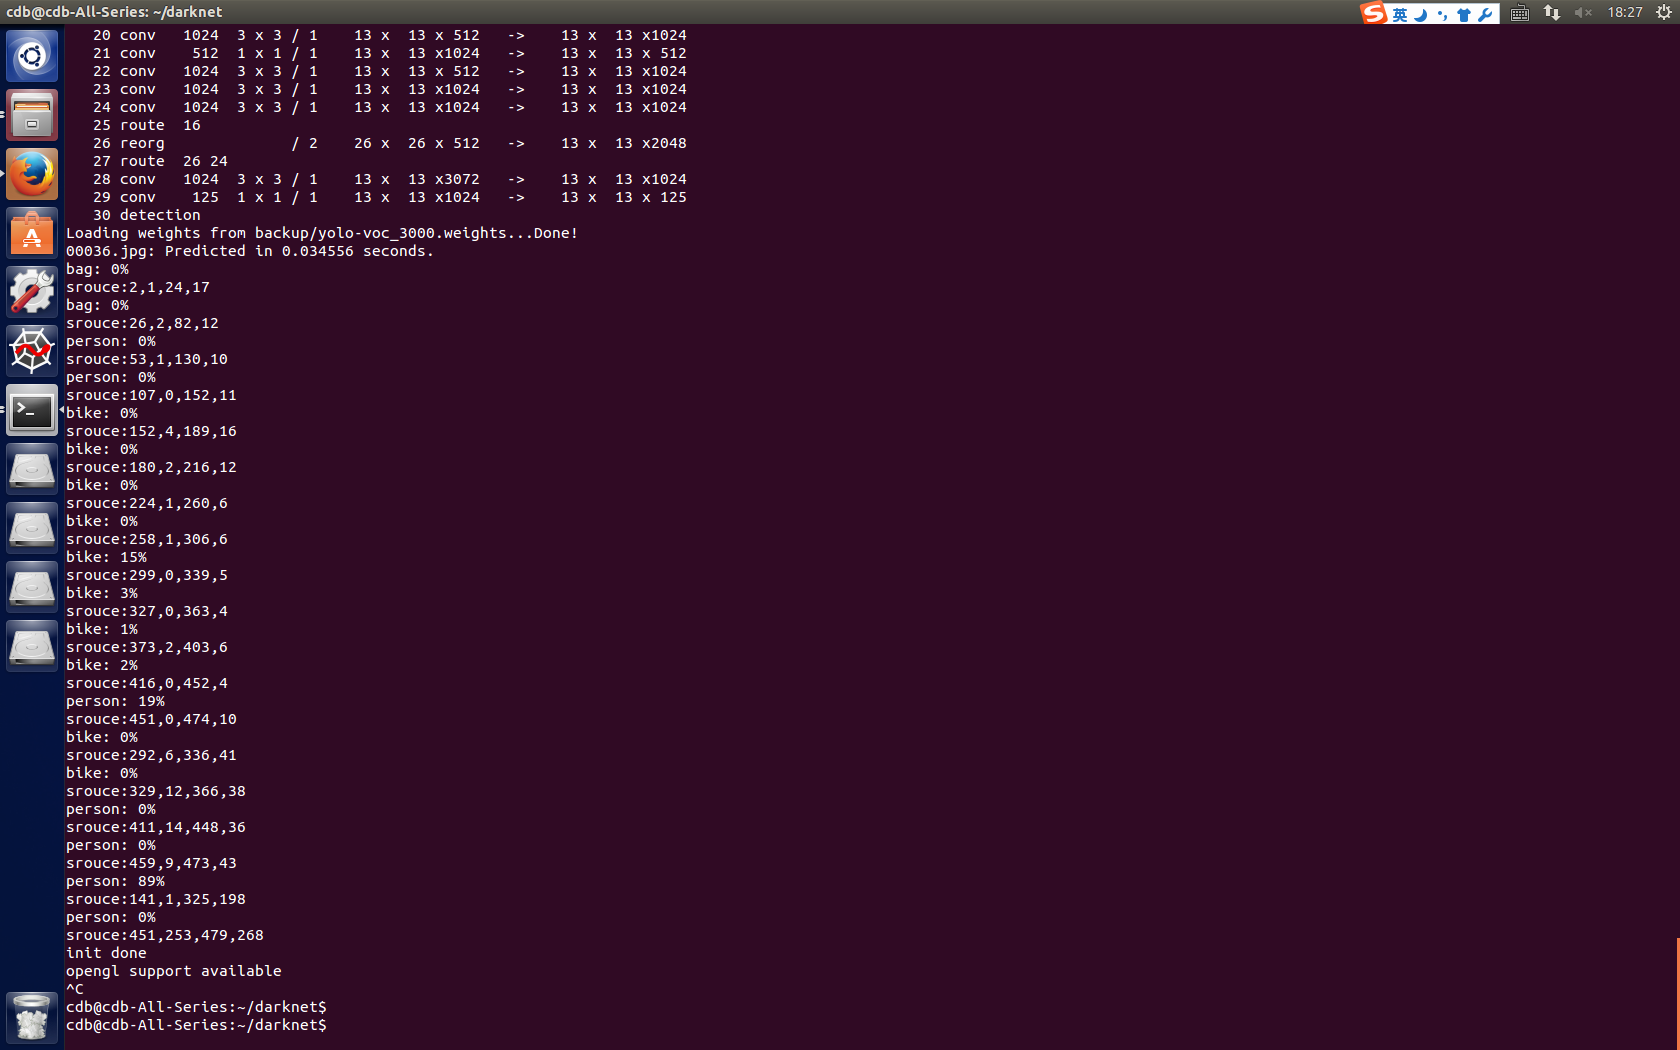 cdb@cdb-All-Series: ~/darknet
英
18:27
20 conv 1024 3 x 3 / 1 13 x 13 x 512 -> 13 x 13 x1024
21 conv 512 1 x 1 / 1 13 x 13 x1024 -> 13 x 13 x 512
22 conv 1024 3 x 3 / 1 13 x 13 x 512 -> 13 x 13 x1024
23 conv 1024 3 x 3 / 1 13 x 13 x1024 -> 13 x 13 x1024
24 conv 1024 3 x 3 / 1 13 x 13 x1024 -> 13 x 13 x1024
25 route 16
26 reorg / 2 26 x 26 x 512 -> 13 x 13 x2048
27 route 26 24
28 conv 1024 3 x 3 / 1 13 x 13 x3072 -> 13 x 13 x1024
29 conv 125 1 x 1 / 1 13 x 13 x1024 -> 13 x 13 x 125
30 detection
Loading weights from backup/yolo-voc_3000.weights...Done!
00036.jpg: Predicted in 0.034556 seconds.
bag: 0%
srouce:2,1,24,17
bag: 0%
srouce:26,2,82,12
person: 0%
srouce:53,1,130,10
person: 0%
srouce:107,0,152,11
bike: 0%
srouce:152,4,189,16
bike: 0%
srouce:180,2,216,12
bike: 0%
srouce:224,1,260,6
bike: 0%
srouce:258,1,306,6
bike: 15%
srouce:299,0,339,5
bike: 3%
srouce:327,0,363,4
bike: 1%
srouce:373,2,403,6
bike: 2%
srouce:416,0,452,4
person: 19%
srouce:451,0,474,10
bike: 0%
srouce:292,6,336,41
bike: 0%
srouce:329,12,366,38
person: 0%
srouce:411,14,448,36
person: 0%
srouce:459,9,473,43
person: 89%
srouce:141,1,325,198
person: 0%
srouce:451,253,479,268
init done
opengl support available
^C
cdb@cdb-All-Series:~/darknet$
cdb@cdb-All-Series:~/darknet$